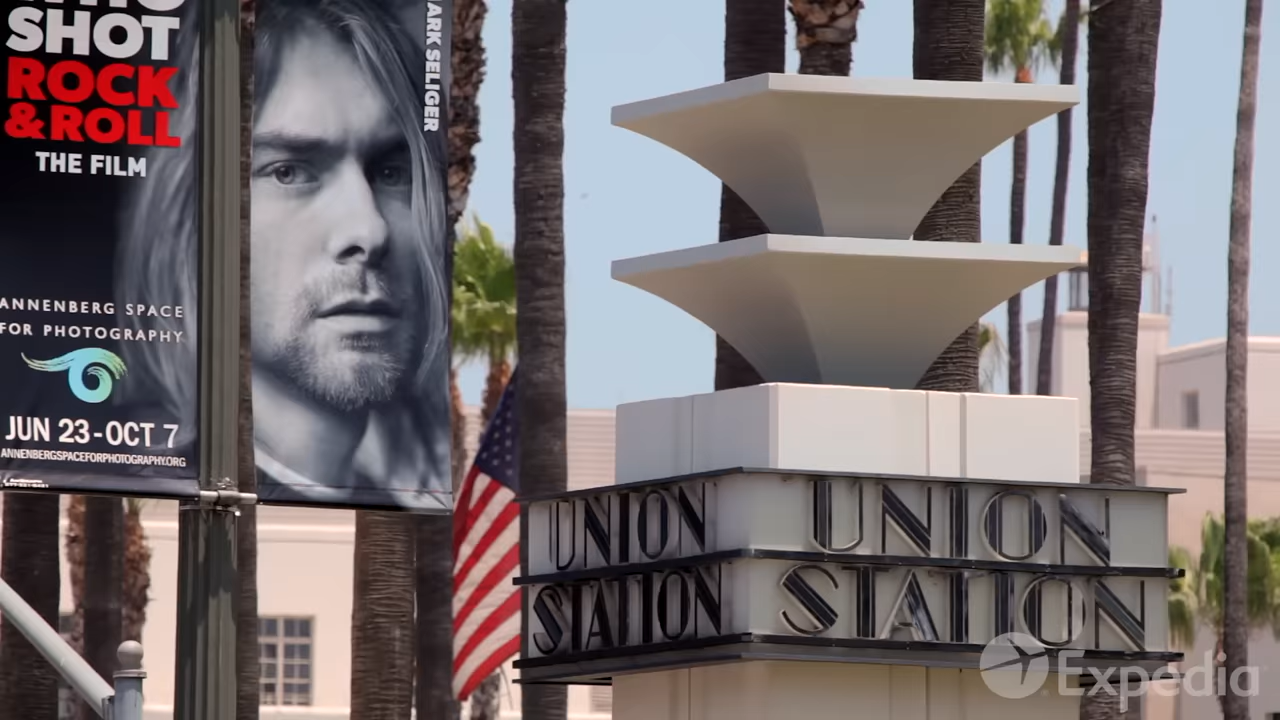 SHOT
ROCK
& ROLL
THE FILM
ANNENBERG SPACE
FOR PHOTOGRAPHY
JUN 23 - OCT 7
ANNENBERGSPACEFORPHOTOGRAPHY.ORG
MARK SELIGER
UNION
STATION
UNION
STATION
Expedia